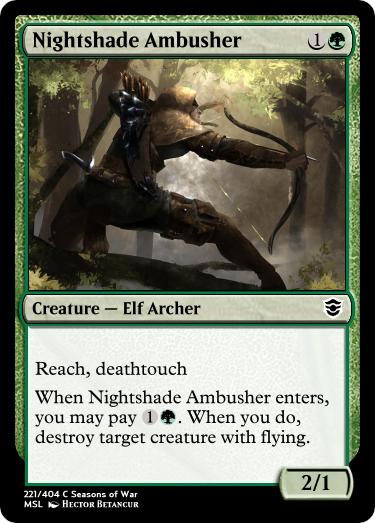 Nightshade Ambusher 1
Creature — Elf Archer
Reach, deathtouch
When Nightshade Ambusher enters,
you may pay 1. When you do,
destroy target creature with flying.
2/1
221/404 C Seasons of War
MSL Hector Betancur